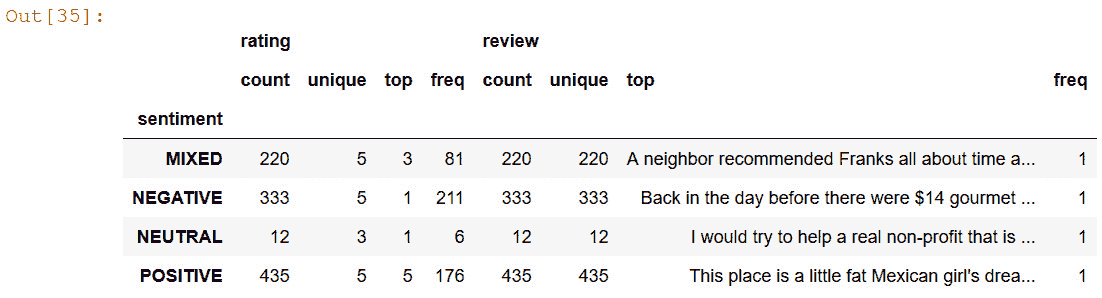 Out[35]:
rating review
count unique top freq count unique top freq
sentiment
MIXED 220 5 3 81 220 220 A neighbor recommended Franks all about time a... 1
NEGATIVE 333 5 1 211 333 333 Back in the day before there were $14 gourmet ... 1
NEUTRAL 12 3 1 6 12 12 I would try to help a real non-profit that is ... 1
POSITIVE 435 5 5 176 435 435 This place is a little fat Mexican girl's drea... 1